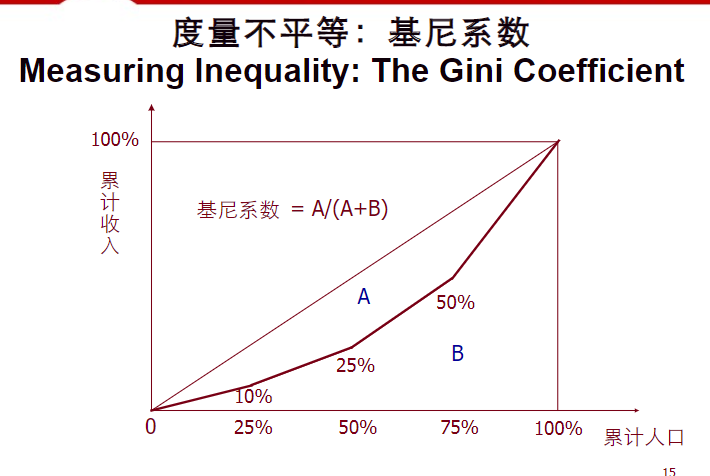 度量不平等：基尼系数
Measuring Inequality: The Gini Coefficient
100%
累计收入
基尼系数 = A/(A+B)
A
50%
B
25%
10%
0
25%
50%
75%
100%
累计人口
15